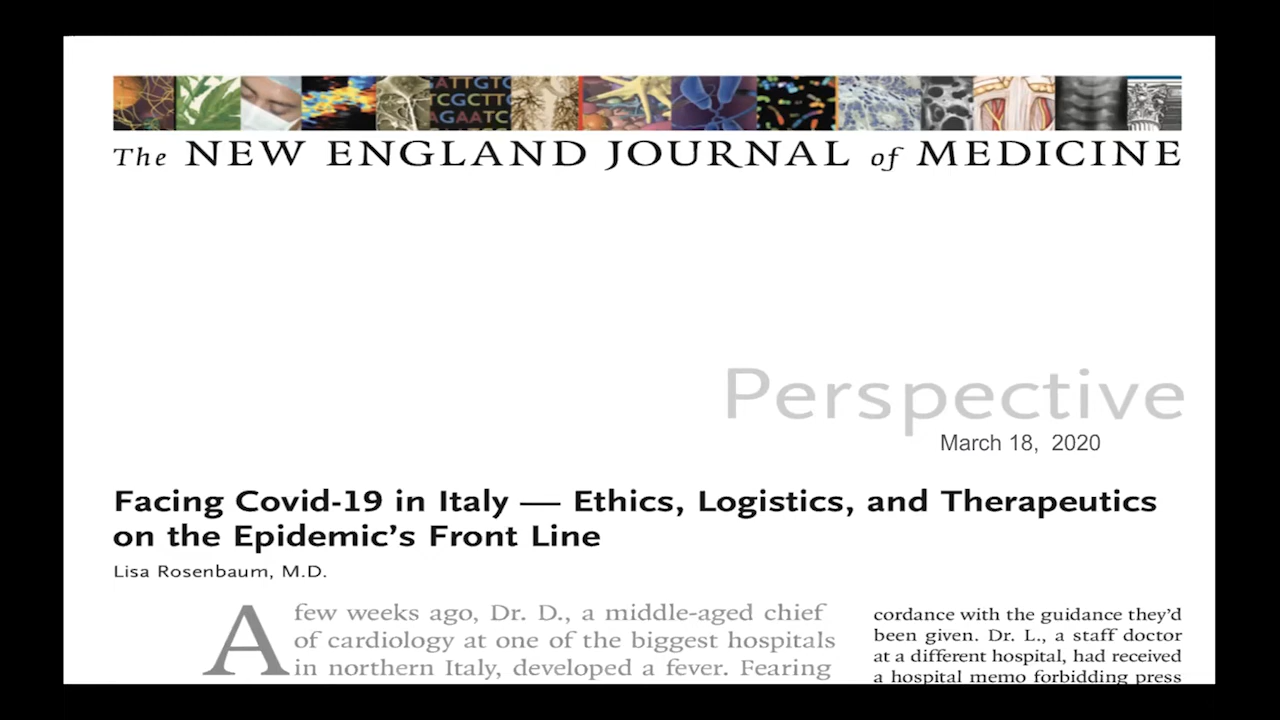 ATTGTC
TCGCTT
AGAATC
The NEW ENGLAND JOURNAL of MEDICINE
Perspective
March 18, 2020
Facing Covid-19 in Italy — Ethics, Logistics, and Therapeutics
on the Epidemic’s Front Line
Lisa Rosenbaum, M.D.
A few weeks ago, Dr. D., a middle-aged chief
of cardiology at one of the biggest hospitals
in northern Italy, developed a fever. Fearing
cordance with the guidance they’d
been given. Dr. L., a staff doctor
at a different hospital, had received
a hospital memo forbidding press